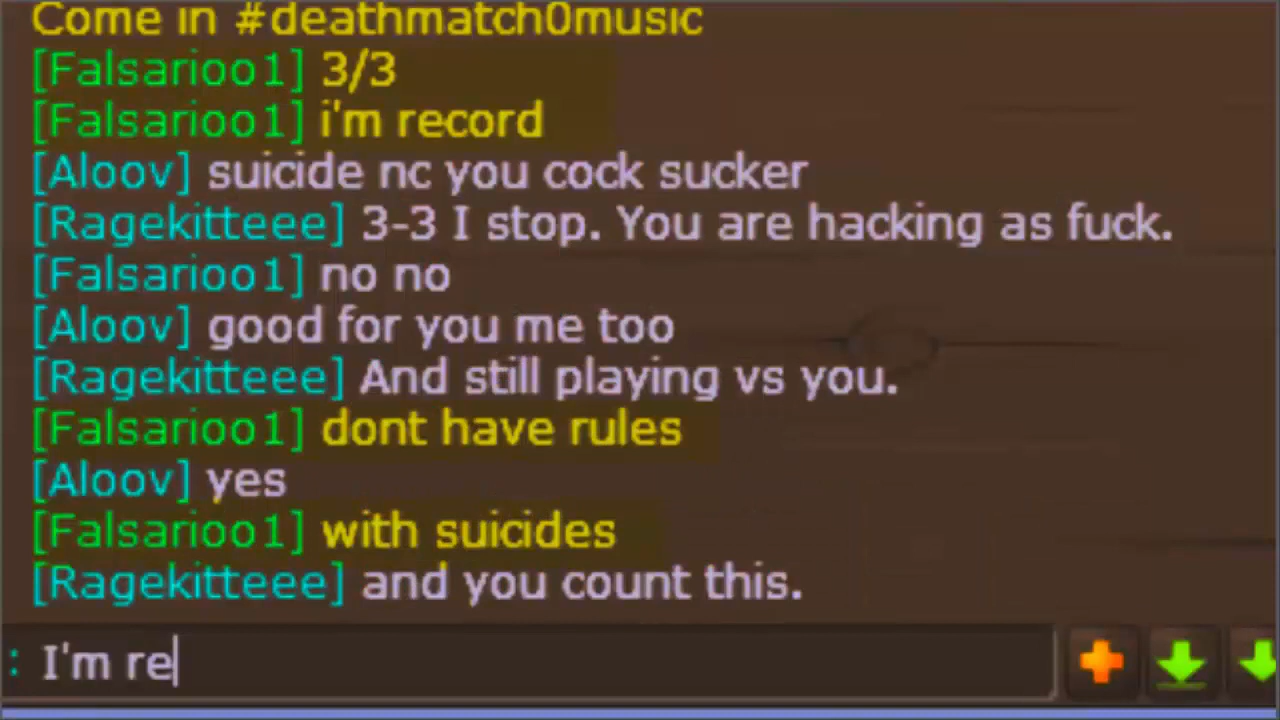 Come in #deathmatch0music
[Falsarioo1] 3/3
[Falsarioo1] i'm record
[Aloov] suicide nc you cock sucker
[Ragekitteee] 3-3 I stop. You are hacking as fuck.
[Falsarioo1] no no
[Aloov] good for you me too
[Ragekitteee] And still playing vs you.
[Falsarioo1] dont have rules
[Aloov] yes
[Falsarioo1] with suicides
[Ragekitteee] and you count this.
: I'm re